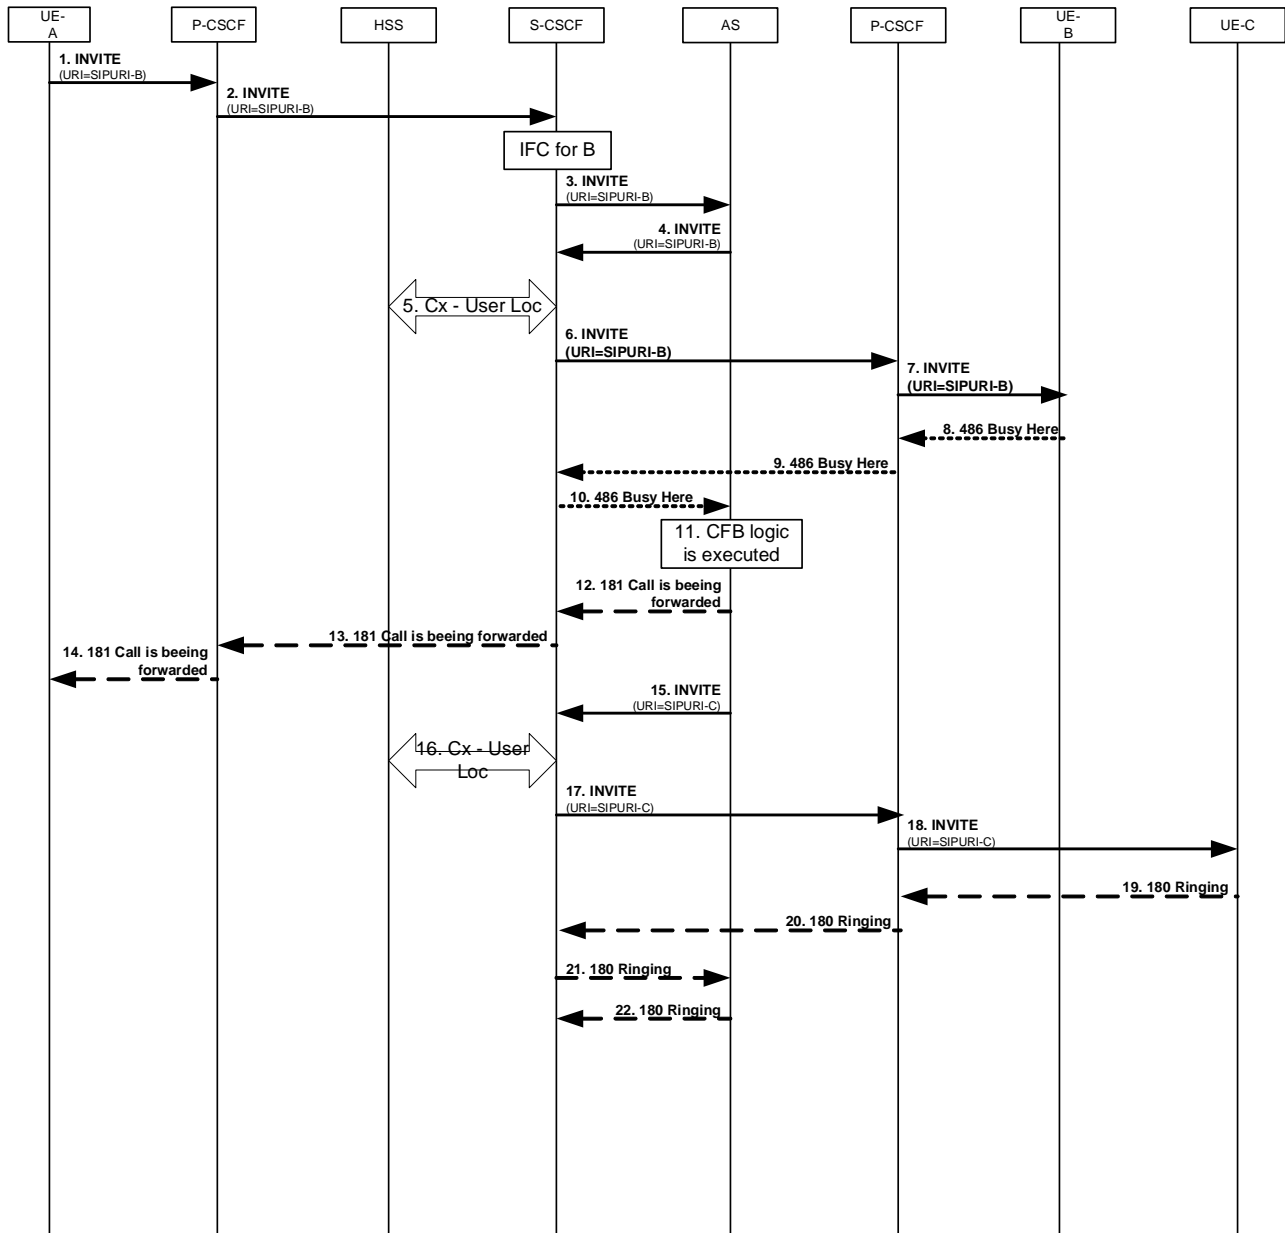 UE-
A
P-CSCF
HSS
S-CSCF
AS
P-CSCF
UE-
B
UE-C
1. INVITE
(URI=SIPURI-B)
2. INVITE
(URI=SIPURI-B)
IFC for B
3. INVITE
(URI=SIPURI-B)
4. INVITE
(URI=SIPURI-B)
5. Cx - User Loc
6. INVITE
(URI=SIPURI-B)
7. INVITE
(URI=SIPURI-B)
8. 486 Busy Here
9. 486 Busy Here
10. 486 Busy Here
11. CFB logic
is executed
12. 181 Call is beeing
forwarded
13. 181 Call is beeing forwarded
14. 181 Call is beeing
forwarded
15. INVITE
(URI=SIPURI-C)
16. Cx - User
Loc
17. INVITE
(URI=SIPURI-C)
18. INVITE
(URI=SIPURI-C)
19. 180 Ringing
20. 180 Ringing
21. 180 Ringing
22. 180 Ringing